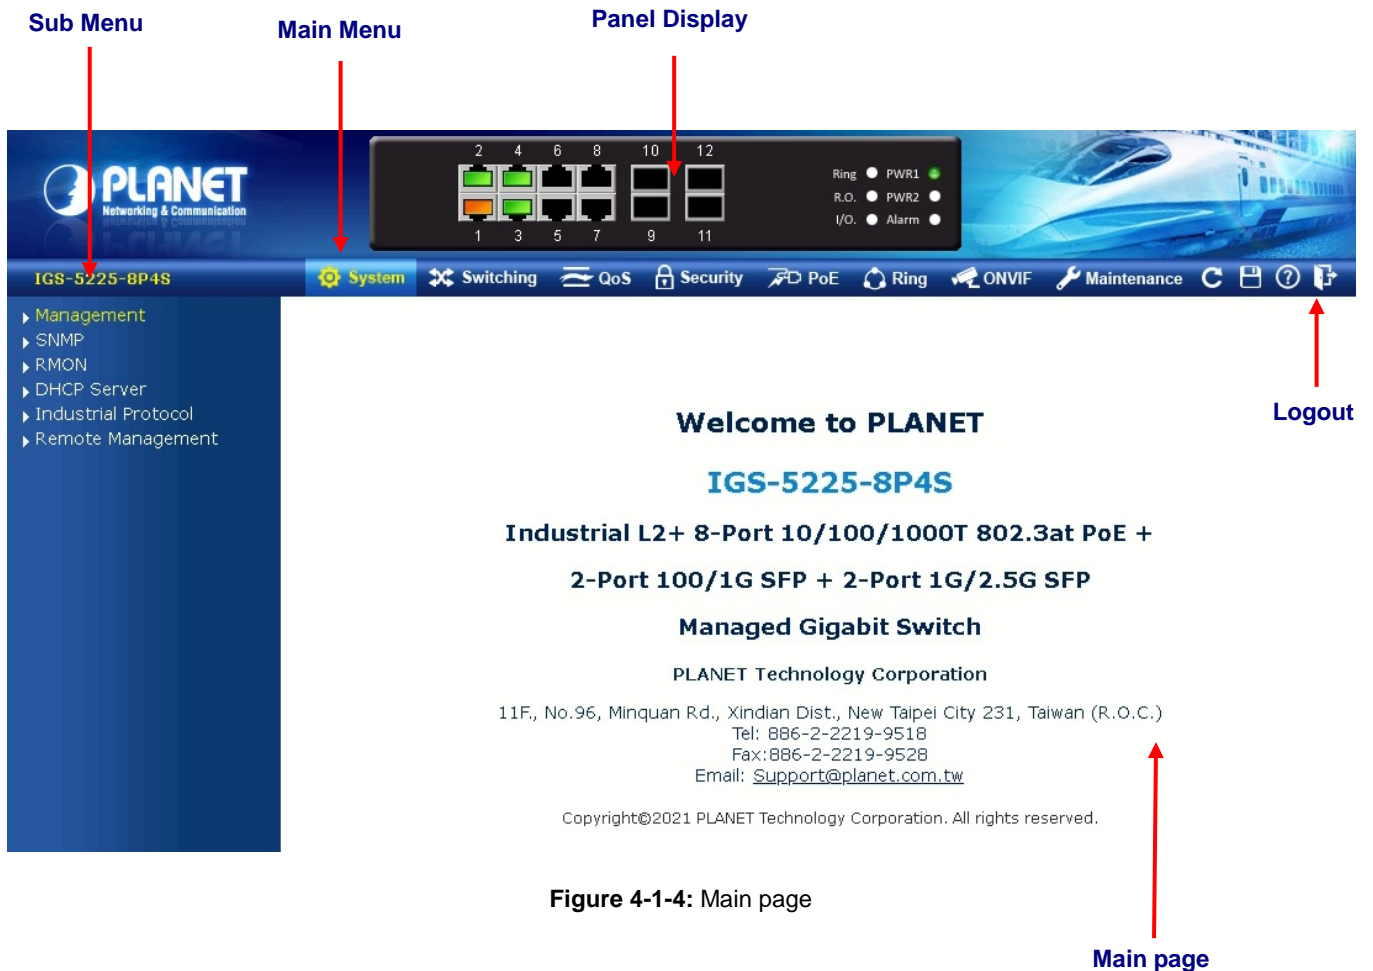 Sub Menu
Main Menu
Panel Display
PLANET
Networking & Communication
2 4 6 8 10 12
1 3 5 7 9 11
Ring PWR1
R.O. PWR2
I/O. Alarm
IGS-5225-8P4S
System Switching QoS Security PoE Ring ONVIF Maintenance
Management
SNMP
RMON
DHCP Server
Industrial Protocol
Remote Management
Logout
Welcome to PLANET
IGS-5225-8P4S
Industrial L2+ 8-Port 10/100/1000T 802.3at PoE +
2-Port 100/1G SFP + 2-Port 1G/2.5G SFP
Managed Gigabit Switch
PLANET Technology Corporation
11F., No.96, Minquan Rd., Xindian Dist., New Taipei City 231, Taiwan (R.O.C.)
Tel: 886-2-2219-9518
Fax:886-2-2219-9528
Email: Support@planet.com.tw
Copyright©2021 PLANET Technology Corporation. All rights reserved.
Figure 4-1-4: Main page
Main page